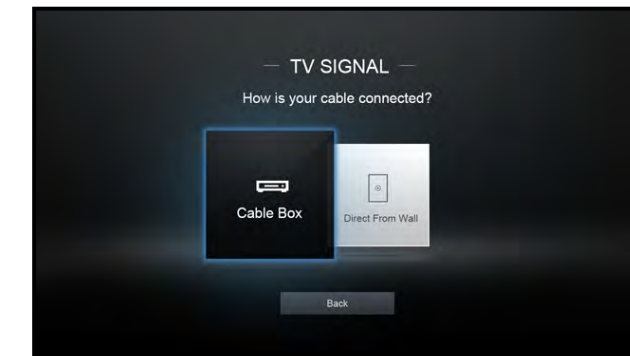 TV SIGNAL
How is your cable connected?
Cable Box
Direct From Wall
Back